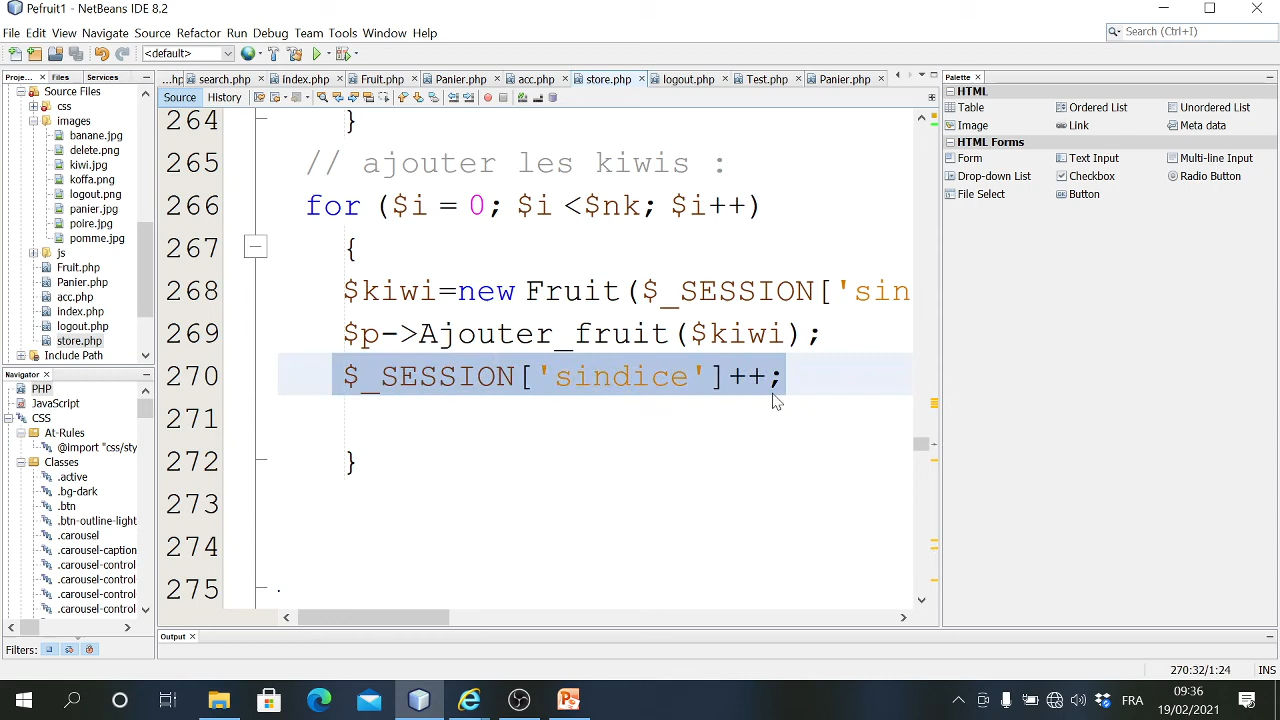 Pefruit1 - NetBeans IDE 8.2
File Edit View Navigate Source Refactor Run Debug Team Tools Window Help
Search (Ctrl+I)
<default>
Proje... Files Services
...hp search.php index.php Fruit.php Panier.php acc.php store.php logout.php Test.php Panier.php
Palette
Source History
Source Files
css
images
banane.jpg
delete.png
kiwi.jpg
koffa.png
logout.png
panier.jpg
poire.jpg
pomme.jpg
js
Fruit.php
Panier.php
acc.php
index.php
logout.php
store.php
Include Path
Navigator
PHP
JavaScript
CSS
At-Rules
@import "css/sty
Classes
.active
.bg-dark
.btn
.btn-outline-light
.carousel
.carousel-caption
.carousel-control
.carousel-control
.carousel-control
.carousel-control
Filters:
264 }
265 // ajouter les kiwis :
266 for ($i = 0; $i <$nk; $i++)
267 {
268 $kiwi=new Fruit($_SESSION['sin
269 $p->Ajouter_fruit($kiwi);
270 $_SESSION['sindice']++;
271
272 }
273
274
275
HTML
Table Ordered List Unordered List
Image Link Meta data
HTML Forms
Form Text Input Multi-line Input
Drop-down List Checkbox Radio Button
File Select Button
Output
270:32/1:24 INS
FRA
09:36
19/02/2021